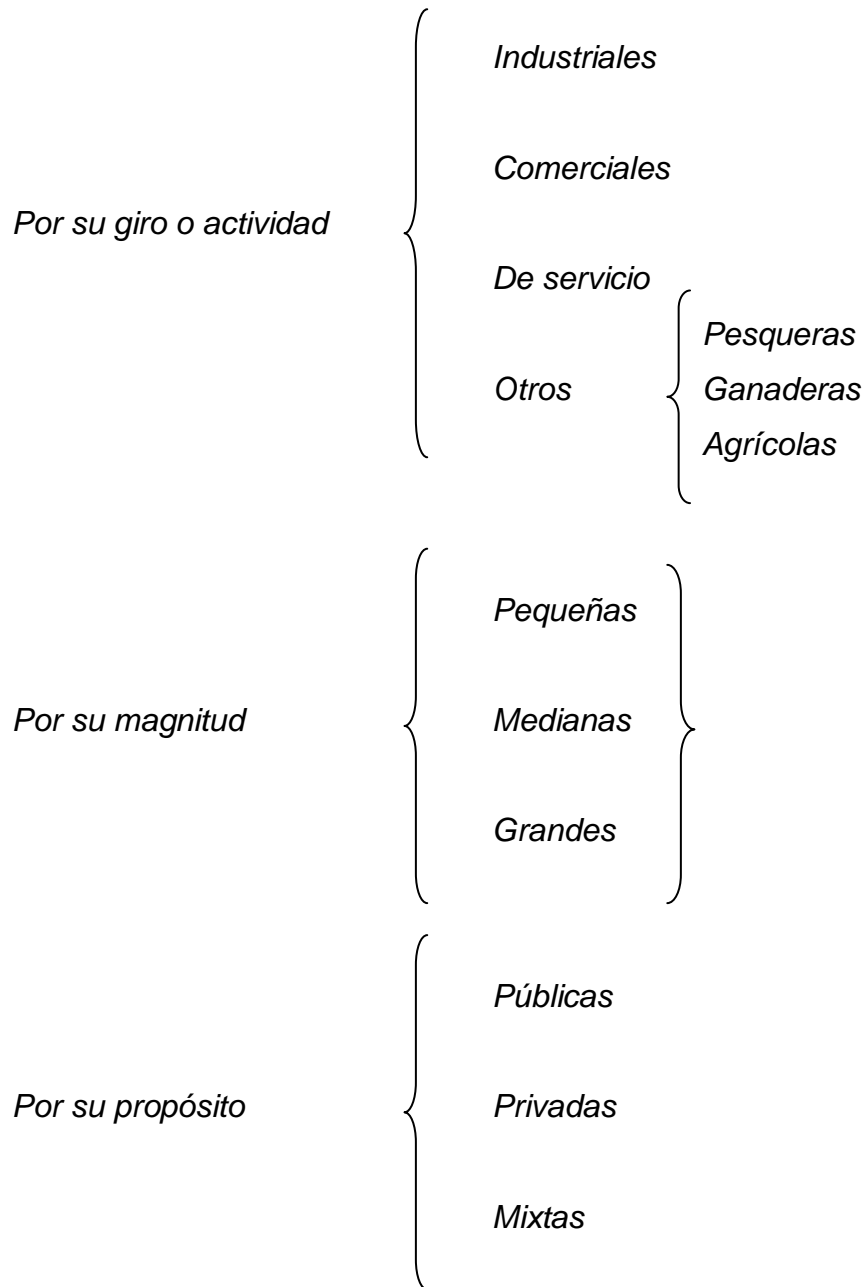 Industriales
Comerciales
Por su giro o actividad
De servicio
Pesqueras
Otros
Ganaderas
Agrícolas
Pequeñas
Por su magnitud
Medianas
Grandes
Públicas
Por su propósito
Privadas
Mixtas